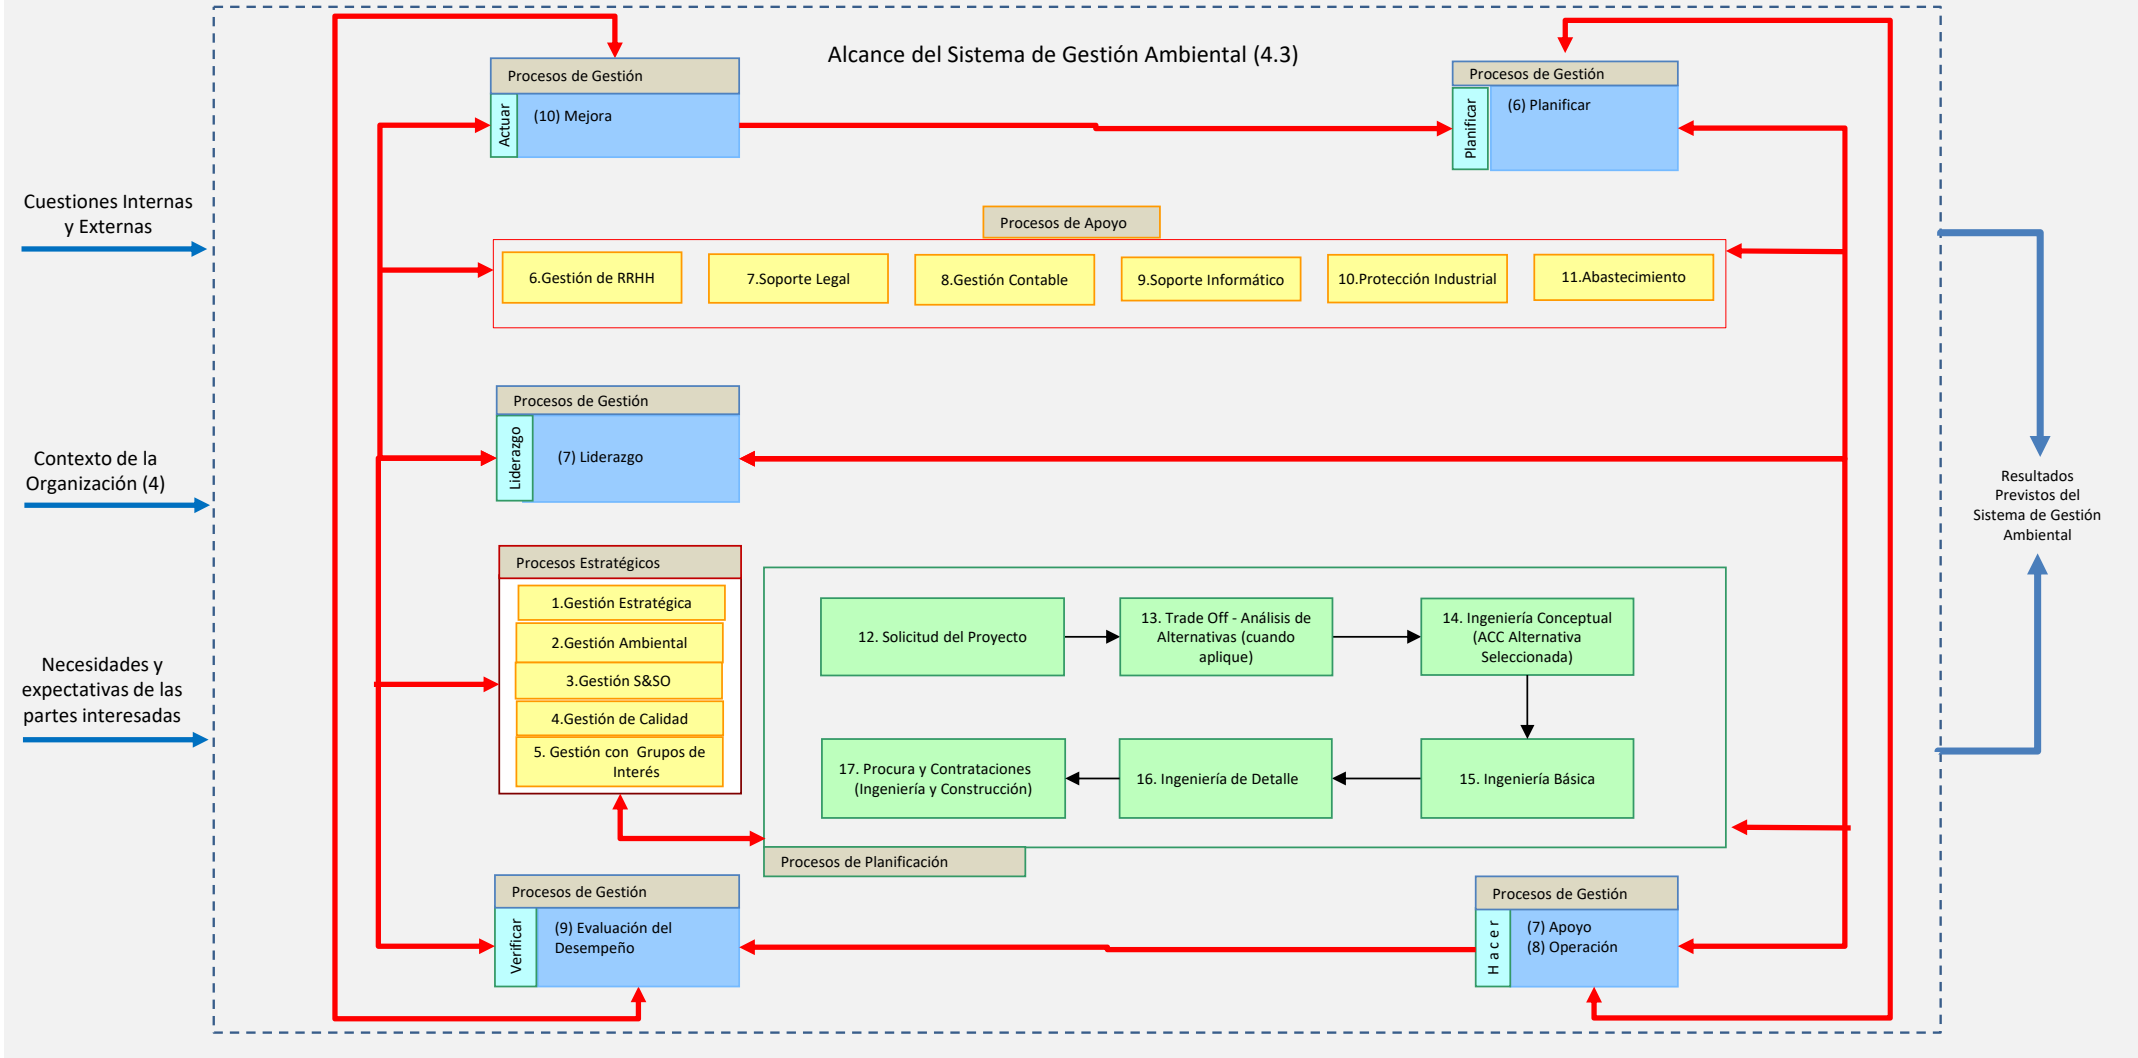 Alcance del Sistema de Gestión Ambiental (4.3)
Procesos de Gestión
Actuar
(10) Mejora
Procesos de Gestión
Planificar
(6) Planificar
Cuestiones Internas
y Externas
Procesos de Apoyo
6.Gestión de RRHH
7.Soporte Legal
8.Gestión Contable
9.Soporte Informático
10.Protección Industrial
11.Abastecimiento
Procesos de Gestión
Liderazgo
(7) Liderazgo
Contexto de la
Organización (4)
Resultados
Previstos del
Sistema de Gestión
Ambiental
Procesos Estratégicos
1.Gestión Estratégica
2.Gestión Ambiental
3.Gestión S&SO
4.Gestión de Calidad
5. Gestión con Grupos de
Interés
Necesidades y
expectativas de las
partes interesadas
12. Solicitud del Proyecto
13. Trade Off - Análisis de
Alternativas (cuando
aplique)
14. Ingeniería Conceptual
(ACC Alternativa
Seleccionada)
17. Procura y Contrataciones
(Ingeniería y Construcción)
16. Ingeniería de Detalle
15. Ingeniería Básica
Procesos de Planificación
Procesos de Gestión
Verificar
(9) Evaluación del
Desempeño
Procesos de Gestión
H a c e r
(7) Apoyo
(8) Operación